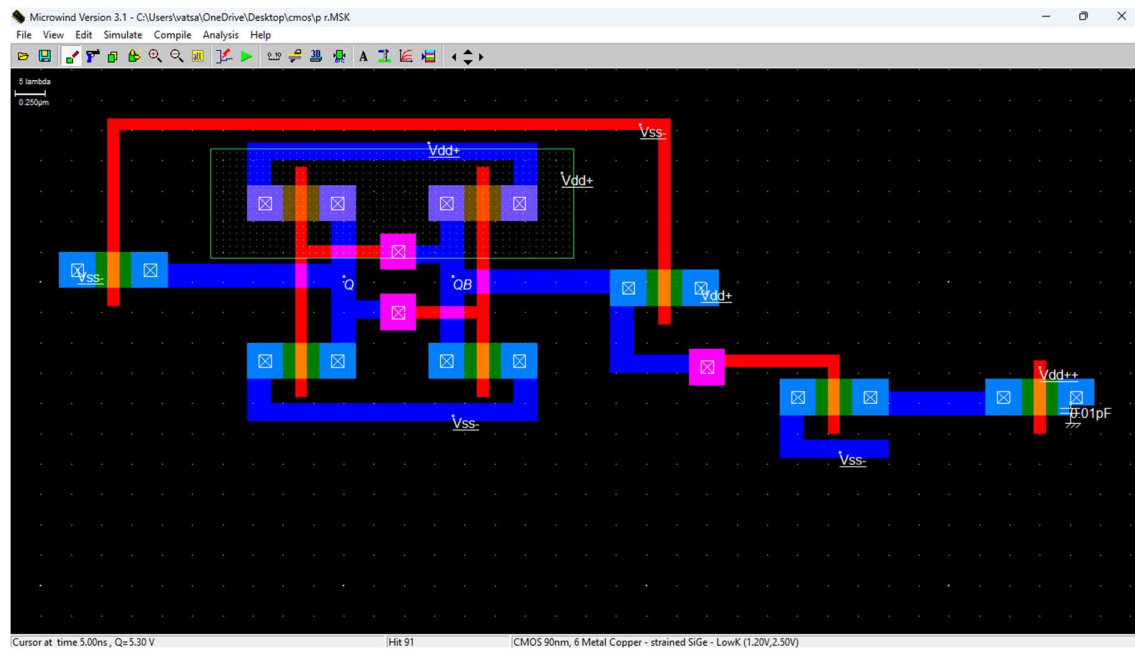 Microwind Version 3.1 - C:\Users\vatsa\OneDrive\Desktop\cmos\p r.MSK
File View Edit Simulate Compile Analysis Help
5 lambda
0.250µm
Vss-
Vdd+
Vdd+
Vss-
Q
QB
Vdd+
Vdd++
0.01pF
Vss-
Vss-
Cursor at time 5.00ns , Q=5.30 V
Hit 91
CMOS 90nm, 6 Metal Copper - strained SiGe - LowK (1.20V,2.50V)